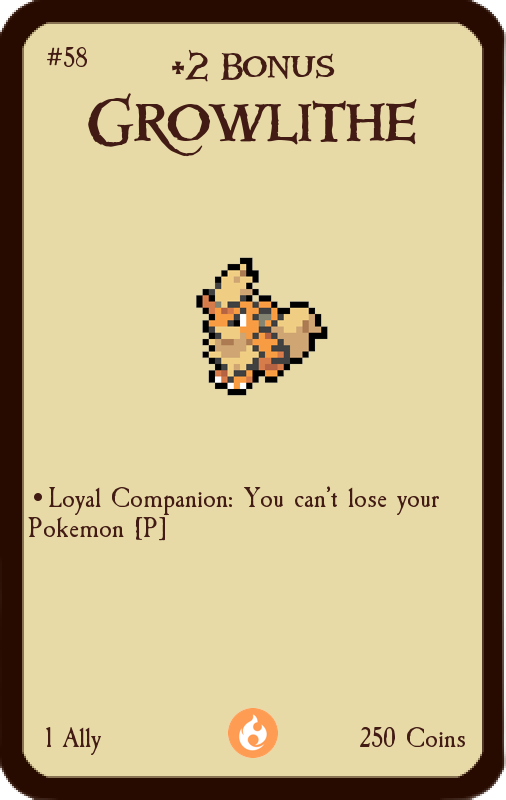 #58
+2 Bonus
Growlithe
•Loyal Companion: You can't lose your
Pokemon [P]
1 Ally
250 Coins